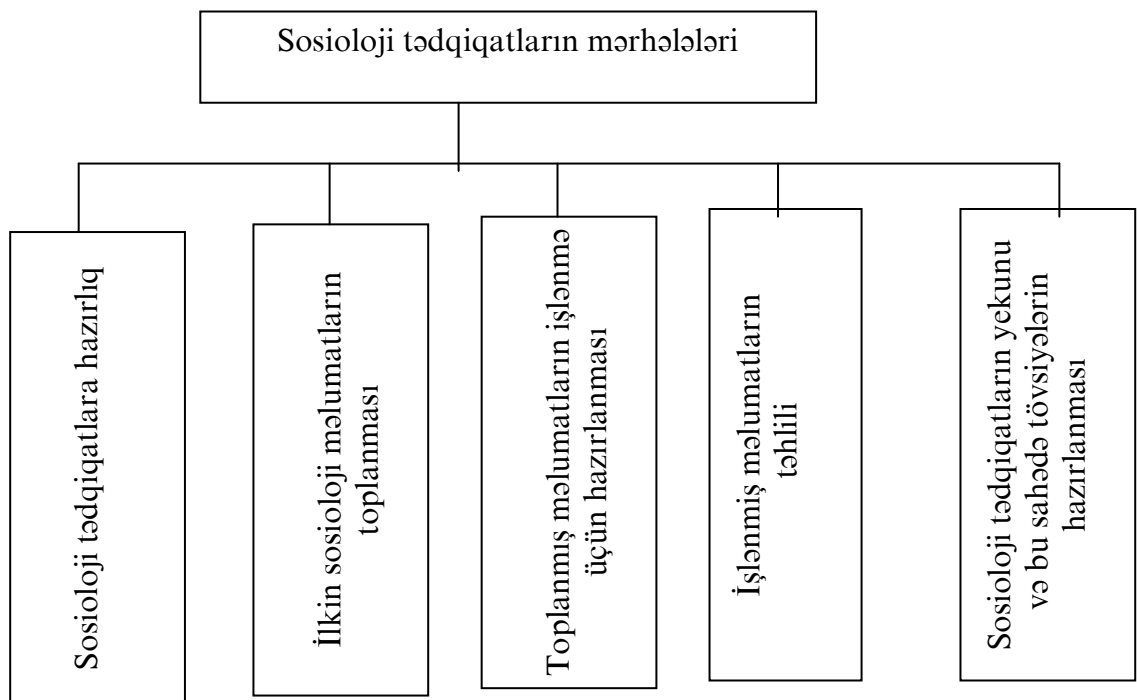 Sosioloji tədqiqatların mərhələləri
Sosioloji tədqiqatlara hazırlıq
İlkin sosioloji məlumatların
toplanması
Toplanmış məlumatların işlənmə
üçün hazırlanması
İşlənmiş məlumatların
təhlili
Sosioloji tədqiqatların yekunu
və bu sahədə tövsiyələrin
hazırlanması